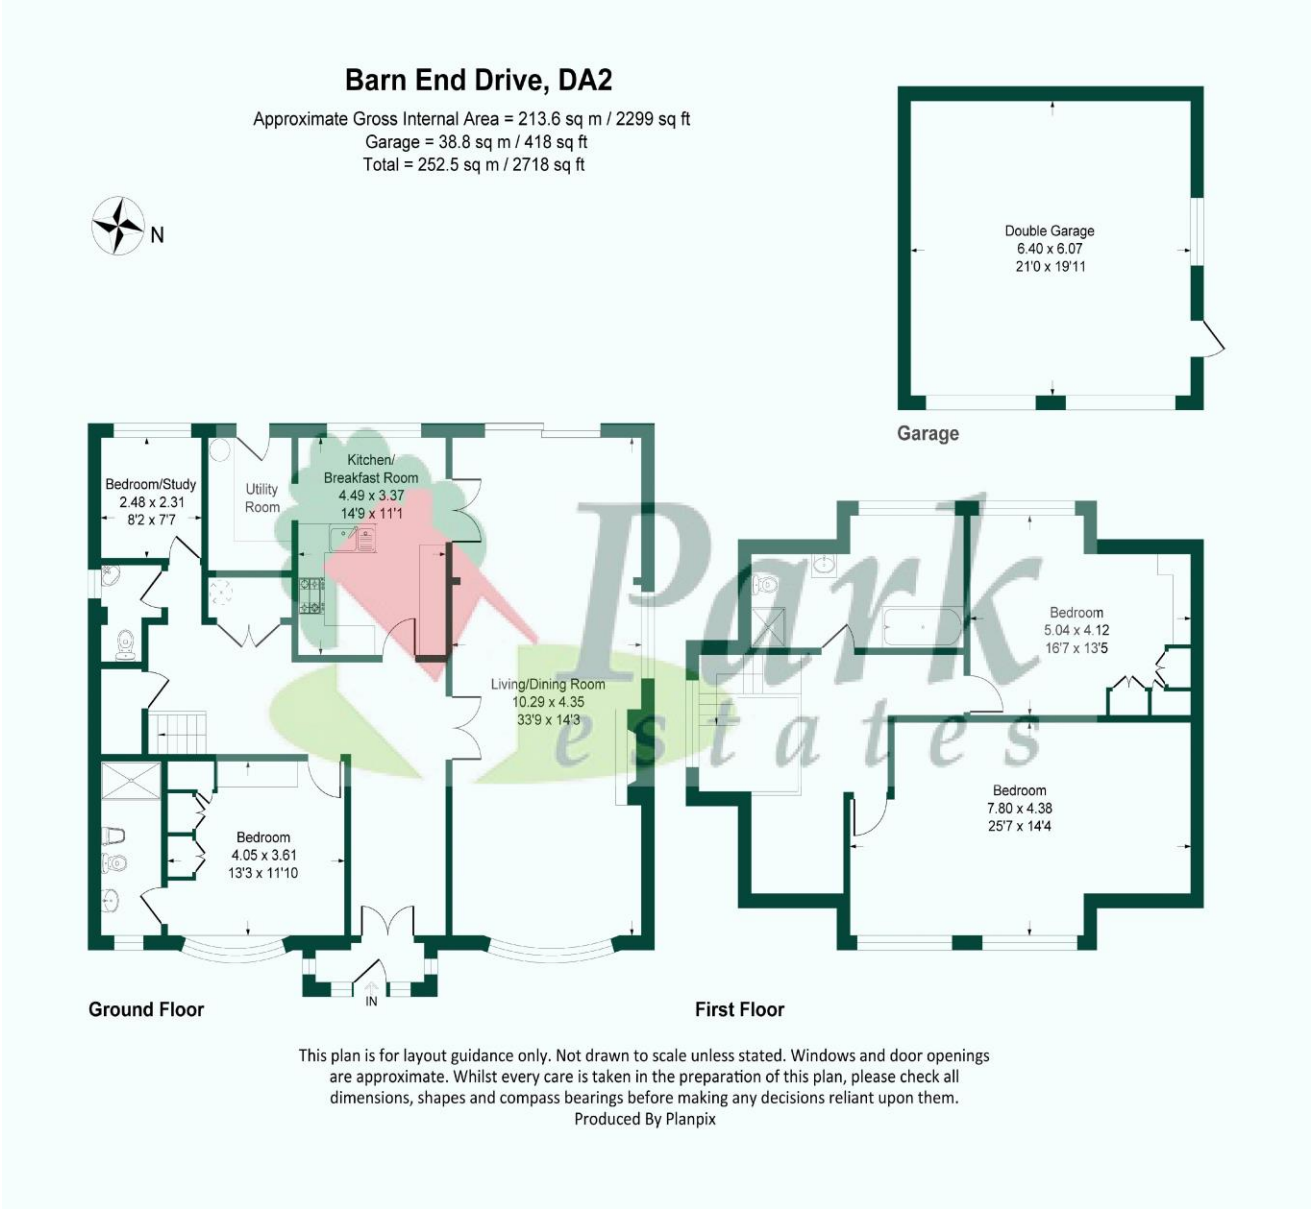 Barn End Drive, DA2
Approximate Gross Internal Area = 213.6 sq m / 2299 sq ft
Garage = 38.8 sq m / 418 sq ft
Total = 252.5 sq m / 2718 sq ft
N
Double Garage
6.40 x 6.07
21'0 x 19'11
Garage
Bedroom/Study
2.48 x 2.31
8'2 x 7'7
Utility
Room
Kitchen/
Breakfast Room
4.49 x 3.37
14'9 x 11'1
Living/Dining Room
10.29 x 4.35
33'9 x 14'3
Bedroom
4.05 x 3.61
13'3 x 11'10
IN
Ground Floor
Park
estates
Bedroom
5.04 x 4.12
16'7 x 13'5
Bedroom
7.80 x 4.38
25'7 x 14'4
First Floor
This plan is for layout guidance only. Not drawn to scale unless stated. Windows and door openings
are approximate. Whilst every care is taken in the preparation of this plan, please check all
dimensions, shapes and compass bearings before making any decisions reliant upon them.
Produced By Planpix